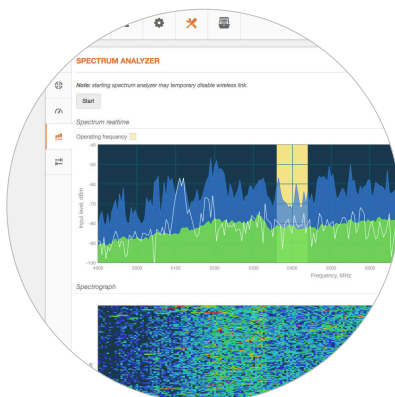 SPECTRUM ANALYZER
Note: starting spectrum analyzer may temporary disable wireless link.
Start
Spectrum realtime
Operating frequency
-40
-50
-60
-70
-80
-90
-100
Input level, dBm
4900 5000 5100 5200 5300 5400 5500 5600
Frequency, MHz
Spectrograph